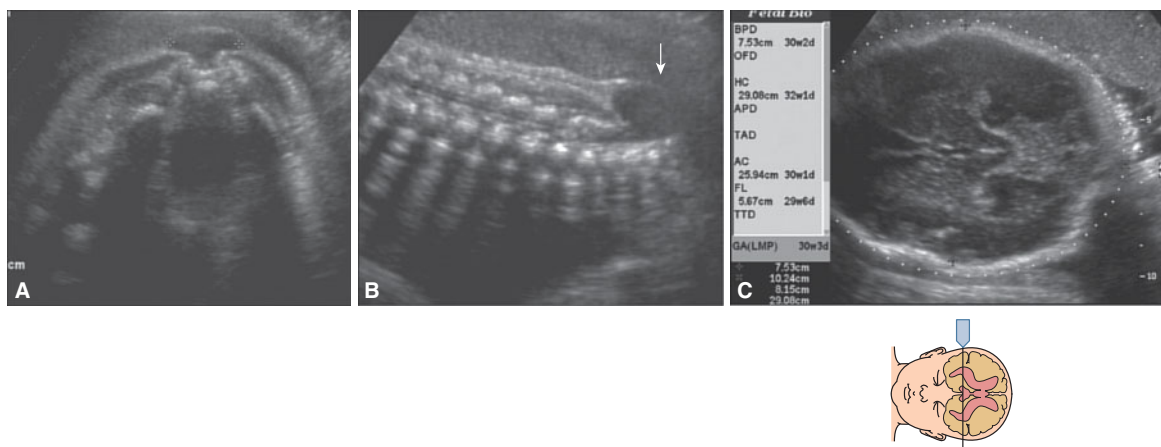 A
cm
B
Fetal Bio
BPD
7.53cm 30w2d
OFD
HC
29.08cm 32w1d
APD
TAD
AC
25.94cm 30w1d
FL
5.67cm 29w6d
TTD
GA(LMP) 30w3d
7.53cm
10.24cm
8.15cm
29.08cm
C
-5
-10